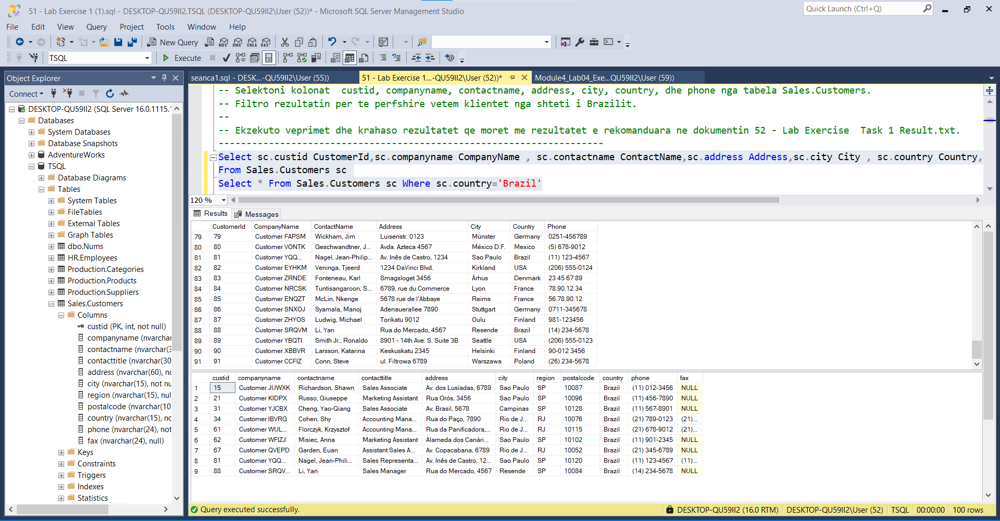 51 - Lab Exercise 1 (1).sql - DESKTOP-QU59II2.TSQL (DESKTOP-QU59II2\User (52))* - Microsoft SQL Server Management Studio
Quick Launch (Ctrl+Q)
File Edit View Query Project Tools Window Help
New Query MDX DMX XMLA DAX
TSQL Execute
Object Explorer
seanca1.sql - DESK...-QU59II2\User (55)) 51 - Lab Exercise 1...-QU59II2\User (52))* Module4_Lab04_Exe...QU59II2\User (59))
Connect
DESKTOP-QU59II2 (SQL Server 16.0.1115.1
Databases
System Databases
Database Snapshots
AdventureWorks
TSQL
Database Diagrams
Tables
System Tables
FileTables
External Tables
Graph Tables
dbo.Nums
HR.Employees
Production.Categories
Production.Products
Production.Suppliers
Sales.Customers
Columns
custid (PK, int, not null)
companyname (nvarchar
contactname (nvarchar(3
contacttitle (nvarchar(30
address (nvarchar(60), nc
city (nvarchar(15), not nu
region (nvarchar(15), nul
postalcode (nvarchar(10)
country (nvarchar(15), nc
phone (nvarchar(24), not
fax (nvarchar(24), null)
Keys
Constraints
Triggers
Indexes
Statistics
-- Selektoni kolonat  custid, companyname, contactname, address, city, country, dhe phone nga tabela Sales.Customers.
-- Filtro rezultatin per te perfshire vetem klientet nga shteti i Brazilit.
--
-- Ekzekuto veprimet dhe krahaso rezultatet qe moret me rezultatet e rekomanduara ne dokumentin 52 - Lab Exercise  Task 1 Result.txt.
----------------------------------------------------------------------
Select sc.custid CustomerId,sc.companyname CompanyName , sc.contactname ContactName,sc.address Address,sc.city City , sc.country Country,
From Sales.Customers sc
Select * From Sales.Customers sc Where sc.country='Brazil'
120 %
Results Messages
CustomerId CompanyName ContactName Address City Country Phone
79 79 Customer FAPSM Wickham, Jim Luisenstr. 0123 Münster Germany 0251-456789
80 80 Customer VONTK Geschwandtner, J... Avda. Azteca 4567 México D.F. Mexico (5) 678-9012
81 81 Customer YQQ... Nagel, Jean-Philip... Av. Inês de Castro, 1234 Sao Paulo Brazil (11) 123-4567
82 82 Customer EYHKM Veninga, Tjeerd 1234 DaVinci Blvd. Kirkland USA (206) 555-0124
83 83 Customer ZRNDE Fonteneau, Karl Smagsloget 3456 Århus Denmark 23 45 67 89
84 84 Customer NRCSK Tuntisangaroon, S... 6789, rue du Commerce Lyon France 78.90.12.34
85 85 Customer ENQZT McLin, Nkenge 5678 rue de l'Abbaye Reims France 56.78.90.12
86 86 Customer SNXOJ Syamala, Manoj Adenauerallee 7890 Stuttgart Germany 0711-345678
87 87 Customer ZHYOS Ludwig, Michael Torikatu 9012 Oulu Finland 981-123456
88 88 Customer SRQVM Li, Yan Rua do Mercado, 4567 Resende Brazil (14) 234-5678
89 89 Customer YBQTI Smith Jr., Ronaldo 8901 - 14th Ave. S. Suite 3B Seattle USA (206) 555-0123
90 90 Customer XBBVR Larsson, Katarina Keskuskatu 2345 Helsinki Finland 90-012 3456
91 91 Customer CCFIZ Conn, Steve ul. Filtrowa 6789 Warszawa Poland (26) 234-5678
custid companyname contactname contacttitle address city region postalcode country phone fax
1 15 Customer JUWXK Richardson, Shawn Sales Associate Av. dos Lusíadas, 6789 Sao Paulo SP 10087 Brazil (11) 012-3456 NULL
2 21 Customer KIDPX Russo, Giuseppe Marketing Assistant Rua Orós, 3456 Sao Paulo SP 10096 Brazil (11) 456-7890 NULL
3 31 Customer YJCBX Cheng, Yao-Qiang Sales Associate Av. Brasil, 5678 Campinas SP 10128 Brazil (11) 567-8901 NULL
4 34 Customer IBVRG Cohen, Shy Accounting Mana... Rua do Paço, 7890 Rio de J... RJ 10076 Brazil (21) 789-0123 (21)...
5 61 Customer WUL... Florczyk, Krzysztof Accounting Mana... Rua da Panificadora,... Rio de J... RJ 10115 Brazil (21) 678-9012 (21)...
6 62 Customer WFIZJ Misiec, Anna Marketing Assistant Alameda dos Canàri... Sao Paulo SP 10102 Brazil (11) 901-2345 NULL
7 67 Customer QVEPD Garden, Euan Assistant Sales A... Av. Copacabana, 6789 Rio de J... RJ 10052 Brazil (21) 345-6789 NULL
8 81 Customer YQQ... Nagel, Jean-Phili... Sales Representa... Av. Inês de Castro, 12... Sao Paulo SP 10120 Brazil (11) 123-4567 (11)...
9 88 Customer SRQV... Li, Yan Sales Manager Rua do Mercado, 4567 Resende SP 10084 Brazil (14) 234-5678 NULL
Query executed successfully. DESKTOP-QU59II2 (16.0 RTM) DESKTOP-QU59II2\User (52) TSQL 00:00:00 100 rows